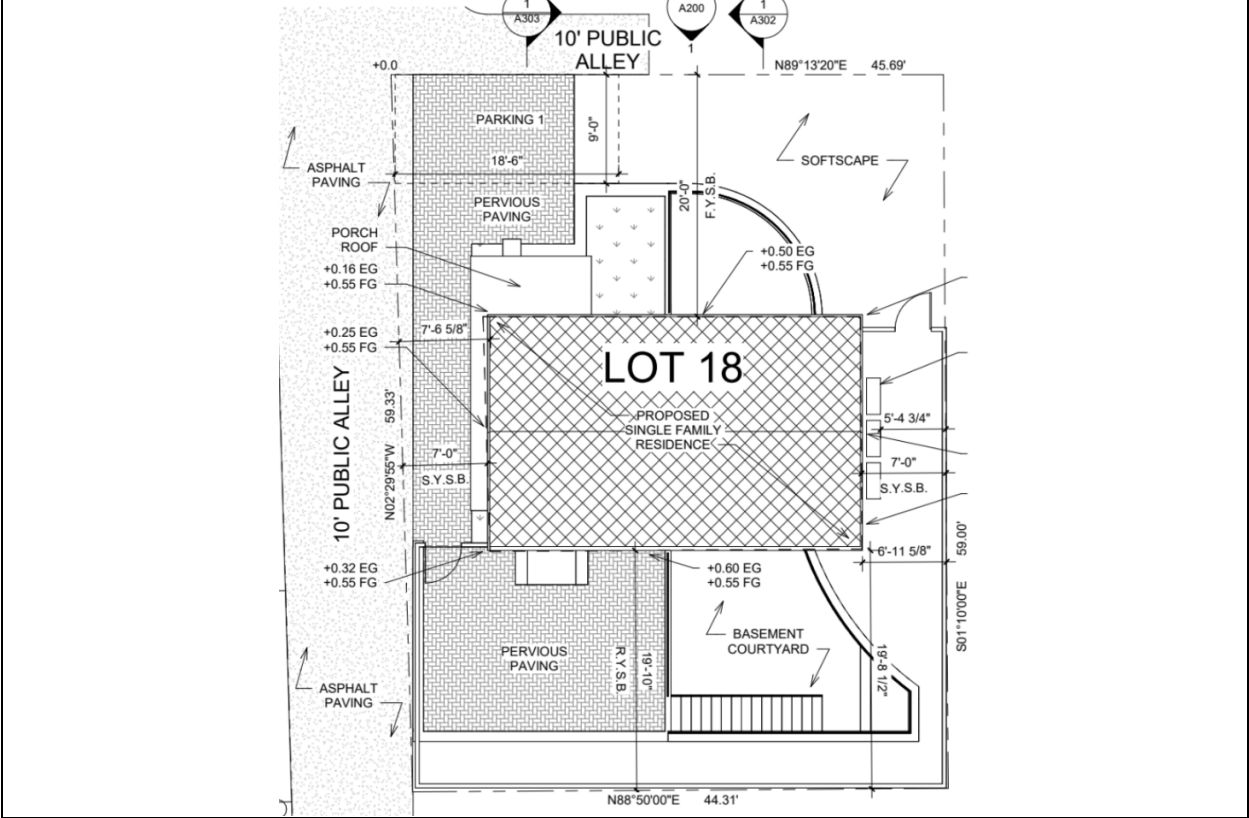 1
A303
A200
1
1
A302
10' PUBLIC
ALLEY
+0.0
N89°13'20"E 45.69'
PARKING 1
9'-0"
18'-6"
ASPHALT
PAVING
SOFTSCAPE
PERVIOUS
PAVING
20'-0"
F.Y.S.B.
PORCH
ROOF
+0.50 EG
+0.55 FG
+0.16 EG
+0.55 FG
+0.25 EG
+0.55 FG
7'-6 5/8"
LOT 18
PROPOSED
SINGLE FAMILY
RESIDENCE
5'-4 3/4"
10' PUBLIC ALLEY
N02°29'55"W 59.33'
7'-0"
S.Y.S.B.
7'-0"
S.Y.S.B.
6'-11 5/8"
S01°10'00"E 59.00'
+0.32 EG
+0.55 FG
+0.60 EG
+0.55 FG
PERVIOUS
PAVING
R.Y.S.B.
19'-10"
BASEMENT
COURTYARD
19'-8 1/2"
ASPHALT
PAVING
N88°50'00"E 44.31'